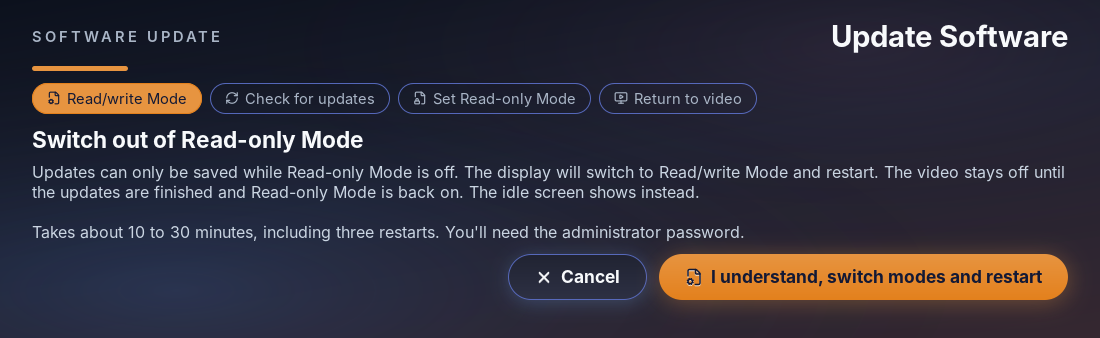 SOFTWARE UPDATE
Update Software
Read/write Mode
Check for updates
Set Read-only Mode
Return to video
Switch out of Read-only Mode
Updates can only be saved while Read-only Mode is off. The display will switch to Read/write Mode and restart. The video stays off until
the updates are finished and Read-only Mode is back on. The idle screen shows instead.
Takes about 10 to 30 minutes, including three restarts. You'll need the administrator password.
Cancel
I understand, switch modes and restart